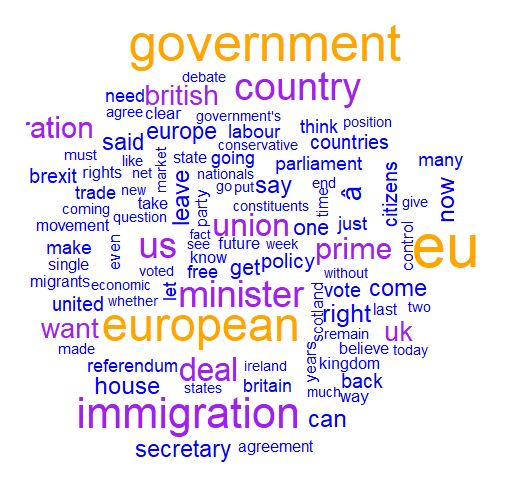 government
debate
need british country
agree clear government's
ration said europe labour think position
conservative countries
must like market state going parliament many
brexit rights net nationals say citizens now
trade new leave party go put time end â give
coming take constituents
movement question union one just
make even us fact see future week prime control eu
know
single voted free get policy without
migrants economic let minister come
united whether vote
want european right last two
scotland uk
made remain
years believe today
referendum deal ireland kingdom
house states britain back
much way
immigration can
secretary agreement